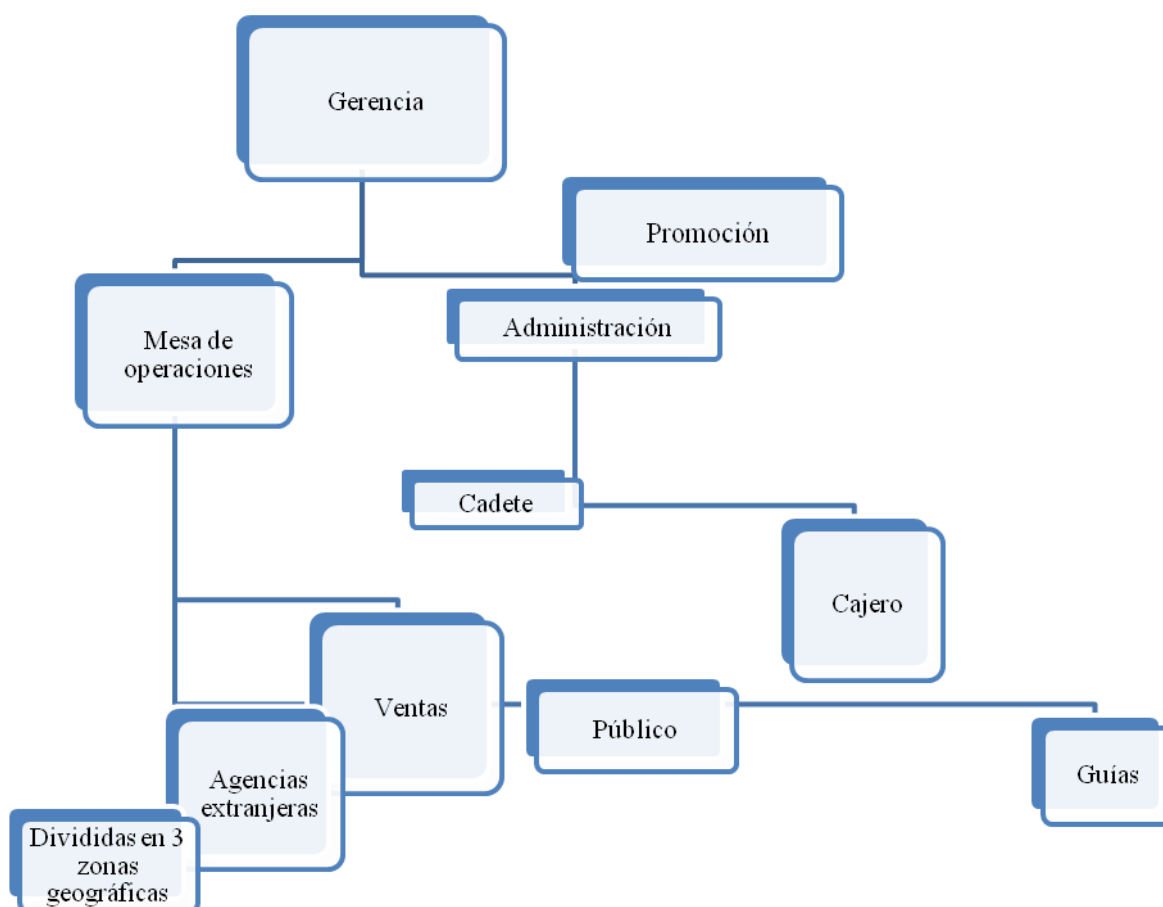 Gerencia
Promoción
Administración
Mesa de
operaciones
Cadete
Cajero
Ventas
Público
Guías
Agencias
extranjeras
Divididas en 3
zonas
geográficas